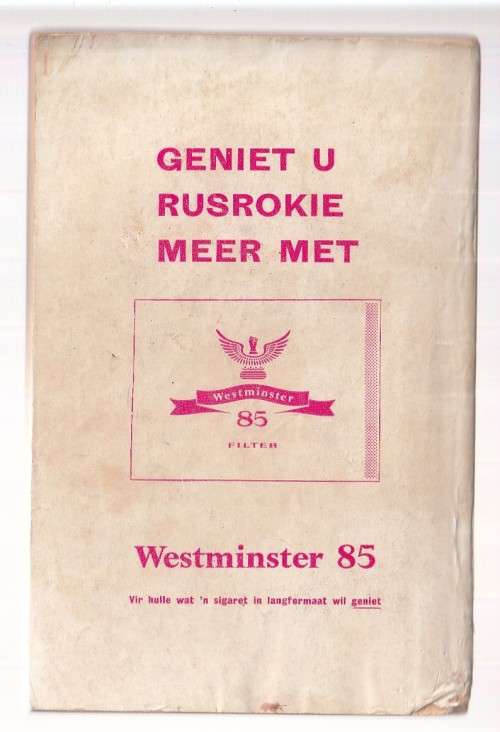 GENIET U
RUSROKIE
MEER MET
Westminster
85
FILTER
Westminster 85
Vir hulle wat 'n sigaret in langformaat wil geniet